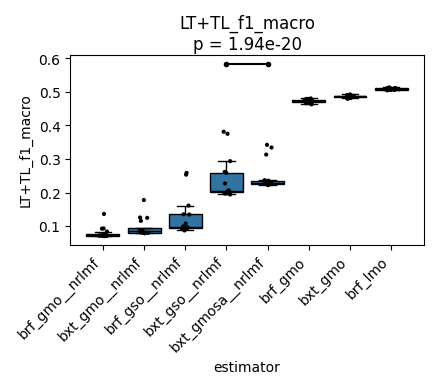 LT+TL_f1_macro
p = 1.94e-20
LT+TL_f1_macro
0.6
0.5
0.4
0.3
0.2
0.1
brf_gmo__nrlmf
bxt_gmo__nrlmf
brf_gso__nrlmf
bxt_gso__nrlmf
bxt_gmosa__nrlmf
brf_gmo
bxt_gmo
brf_lmo
estimator